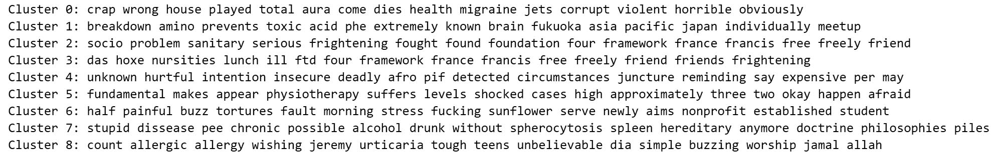 Cluster 0: crap wrong house played total aura come dies health migraine jets corrupt violent horrible obviously
Cluster 1: breakdown amino prevents toxic acid phe extremely known brain fukuoka asia pacific japan individually meetup
Cluster 2: socio problem sanitary serious frightening fought found foundation four framework france francis free freely friend
Cluster 3: das hoxe nursities lunch ill ftd four framework france francis free freely friend friends frightening
Cluster 4: unknown hurtful intention insecure deadly afro pif detected circumstances juncture reminding say expensive per may
Cluster 5: fundamental makes appear physiotherapy suffers levels shocked cases high approximately three two okay happen afraid
Cluster 6: half painful buzz tortures fault morning stress fucking sunflower serve newly aims nonprofit established student
Cluster 7: stupid dissease pee chronic possible alcohol drunk without spherocytosis spleen hereditary anymore doctrine philosophies piles
Cluster 8: count allergic allergy wishing jeremy urticaria tough teens unbelievable dia simple buzzing worship jamal allah